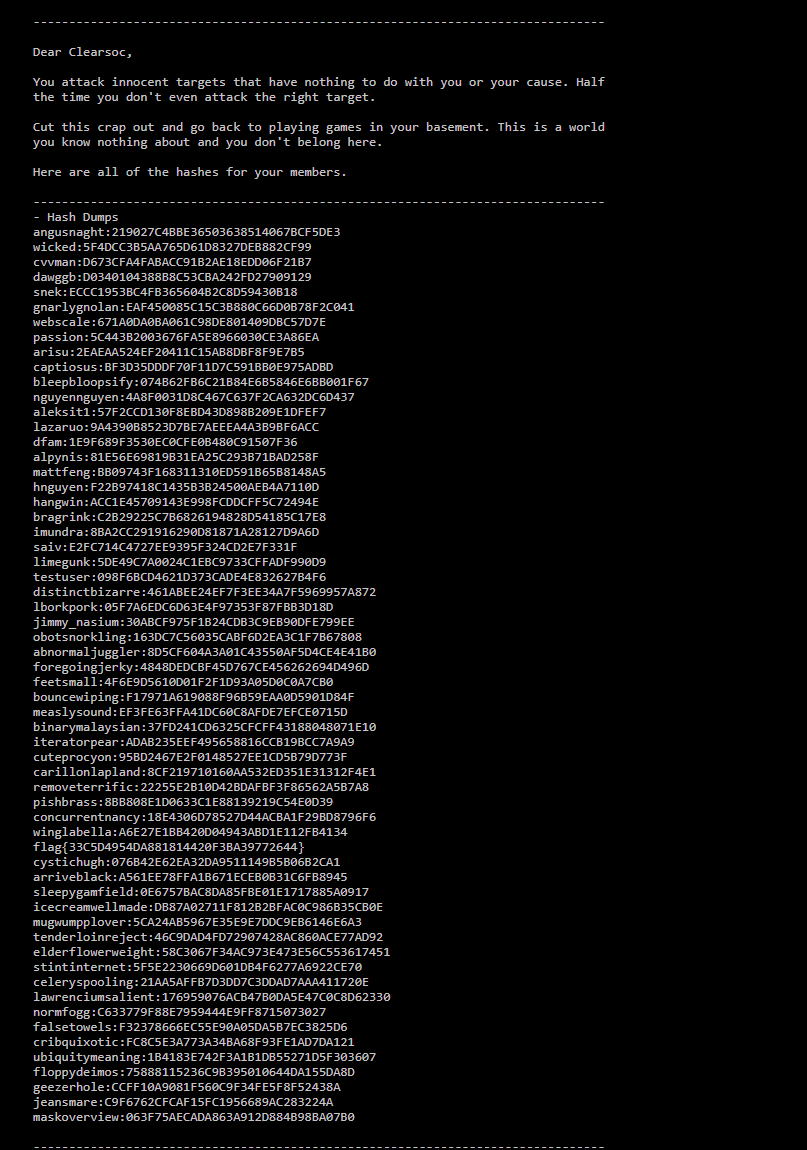 --------------------------------------------------------------------------------
Dear Clearsoc,
You attack innocent targets that have nothing to do with you or your cause. Half
the time you don't even attack the right target.
Cut this crap out and go back to playing games in your basement. This is a world
you know nothing about and you don't belong here.
Here are all of the hashes for your members.
--------------------------------------------------------------------------------
- Hash Dumps
angusnaght:219027C4BBE36503638514067BCF5DE3
wicked:5F4DCC3B5AA765D61D8327DEB882CF99
cvvman:D673CFA4FABACC91B2AE18EDD06F21B7
dawggb:D0340104388B8C53CBA242FD27909129
snek:ECCC1953BC4FB365604B2C8D59430B18
gnarlygnolan:EAF450085C15C3B880C66D0B78F2C041
webscale:671A0DA0BA061C98DE801409DBC57D7E
passion:5C443B2003676FA5E8966030CE3A86EA
arisu:2EAEAA524EF20411C15AB8DBF8F9E7B5
captiosus:BF3D35DDDF70F11D7C591BB0E975ADBD
bleepbloopsify:074B62FB6C21B84E6B5846E6BB001F67
nguyennguyen:4A8F0031D8C467C637F2CA632DC6D437
aleksit1:57F2CCD130F8EBD43D898B209E1DFEF7
lazaruo:9A4390B8523D7BE7AEEEA4A3B9BF6ACC
dfam:1E9F689F3530EC0CFE0B480C91507F36
alpynis:81E56E69819B31EA25C293B71BAD258F
mattfeng:BB09743F168311310ED591B65B8148A5
hnguyen:F22B97418C1435B3B24500AEB4A7110D
hangwin:ACC1E45709143E998FCDDCFF5C72494E
bragrink:C2B29225C7B6826194828D54185C17E8
imundra:8BA2CC291916290D81871A28127D9A6D
saiv:E2FC714C4727EE9395F324CD2E7F331F
limegunk:5DE49C7A0024C1EBC9733CFFADF990D9
testuser:098F6BCD4621D373CADE4E832627B4F6
distinctbizarre:461ABEE24EF7F3EE34A7F5969957A872
lborkpork:05F7A6EDC6D63E4F97353F87FBB3D18D
jimmy_nasium:30ABCF975F1B24CDB3C9EB90DFE799EE
obotsnorkling:163DC7C56035CABF6D2EA3C1F7B67808
abnormaljuggler:8D5CF604A3A01C43550AF5D4CE4E41B0
foregoingjerky:4848DEDCBF45D767CE456262694D496D
feetsmall:4F6E9D5610D01F2F1D93A05D0C0A7CB0
bouncewiping:F17971A619088F96B59EAA0D5901D84F
measlysound:EF3FE63FFA41DC60C8AFDE7EFCE0715D
binarymalaysian:37FD241CD6325CFCFF43188048071E10
iteratorpear:ADAB235EEF495658816CCB19BCC7A9A9
cuteprocyon:95BD2467E2F0148527EE1CD5B79D773F
carillonlapland:8CF219710160AA532ED351E31312F4E1
removeterrific:22255E2B10D42BDAFBF3F86562A5B7A8
pishbrass:8BB808E1D0633C1E88139219C54E0D39
concurrentnancy:18E4306D78527D44ACBA1F29BD8796F6
winglabella:A6E27E1BB420D04943ABD1E112FB4134
flag{33C5D4954DA881814420F3BA39772644}
cystichugh:076B42E62EA32DA9511149B5B06B2CA1
arriveblack:A561EE78FFA1B671ECEB0B31C6FB8945
sleepygamfield:0E6757BAC8DA85FBE01E1717885A0917
icecreamwellmade:DB87A02711F812B2BFAC0C986B35CB0E
mugwumpplover:5CA24AB5967E35E9E7DDC9EB6146E6A3
tenderloinreject:46C9DAD4FD72907428AC860ACE77AD92
elderflowerweight:58C3067F34AC973E473E56C553617451
stintinternet:5F5E2230669D601DB4F6277A6922CE70
celeryspooling:21AA5AFFB7D3DD7C3DDAD7AAA411720E
lawrenciumsalient:176959076ACB47B0DA5E47C0C8D62330
normfogg:C633779F88E7959444E9FF8715073027
falsetowels:F32378666EC55E90A05DA5B7EC3825D6
cribquixotic:FC8C5E3A773A34BA68F93FE1AD7DA121
ubiquitymeaning:1B4183E742F3A1B1DB55271D5F303607
floppydeimos:75888115236C9B395010644DA155DA8D
geezerhole:CCFF10A9081F560C9F34FE5F8F52438A
jeansmare:C9F6762CFCAF15FC1956689AC283224A
maskoverview:063F75AECADA863A912D884B98BA07B0
--------------------------------------------------------------------------------